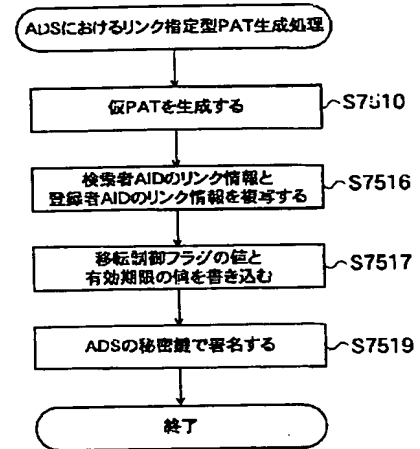 ADSにおけるリンク指定型PAT生成処理
仮PATを生成する
S7510
検索者AIDのリンク情報と
登録者AIDのリンク情報を複写する
S7516
移転制御フラグの値と
有効期限の値を書き込む
S7517
ADSの秘密鍵で署名する
S7519
終了